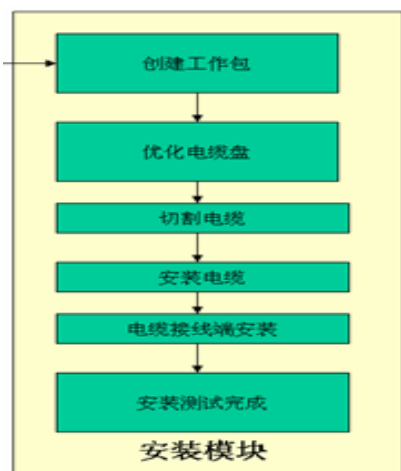 创建工作包
优化电缆盘
切割电缆
安装电缆
电缆接线端安装
安装测试完成
安装模块